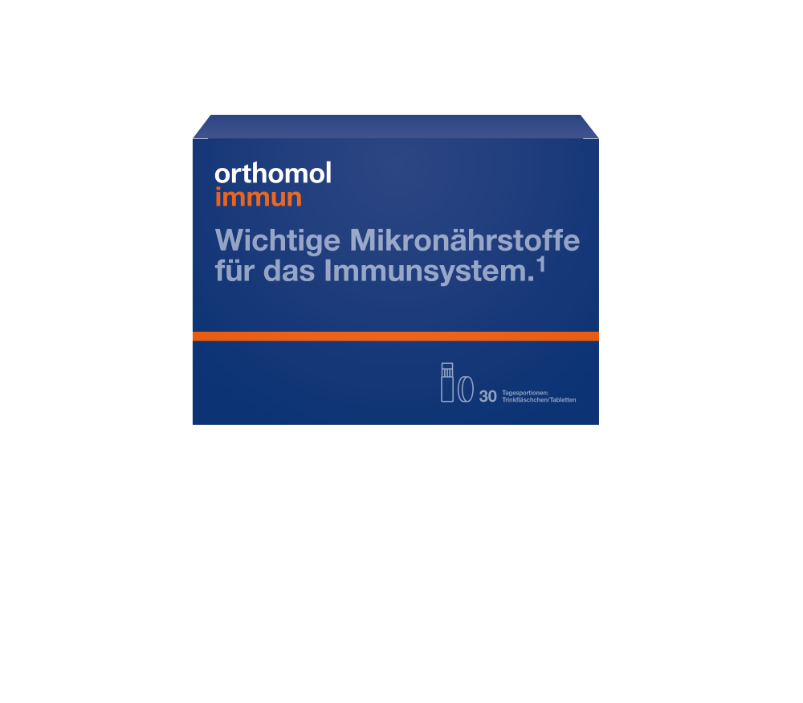 orthomol
immun
Wichtige Mikronährstoffe
für das Immunsystem.1
30 Tagesportionen:
Trinkfläschchen/Tabletten